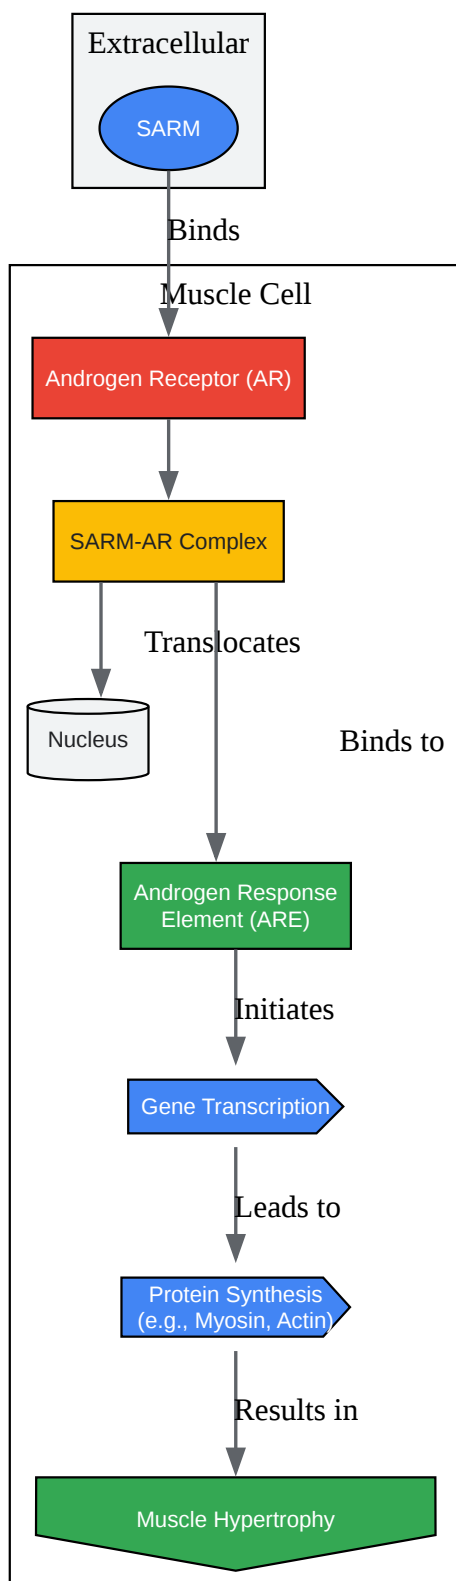 Extracellular
SARM
Binds
Muscle Cell
Androgen Receptor (AR)
SARM-AR Complex
Translocates
Nucleus
Binds to
Androgen Response
Element (ARE)
Initiates
Gene Transcription
Leads to
Protein Synthesis
(e.g., Myosin, Actin)
Results in
Muscle Hypertrophy